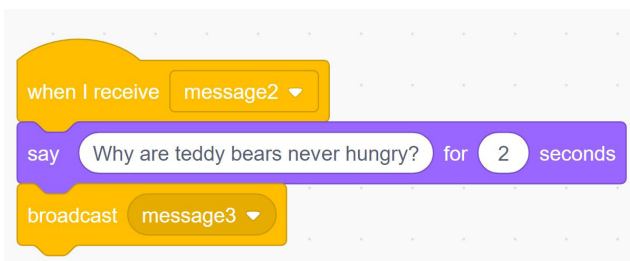 when I receive message2
say Why are teddy bears never hungry? for 2 seconds
broadcast message3